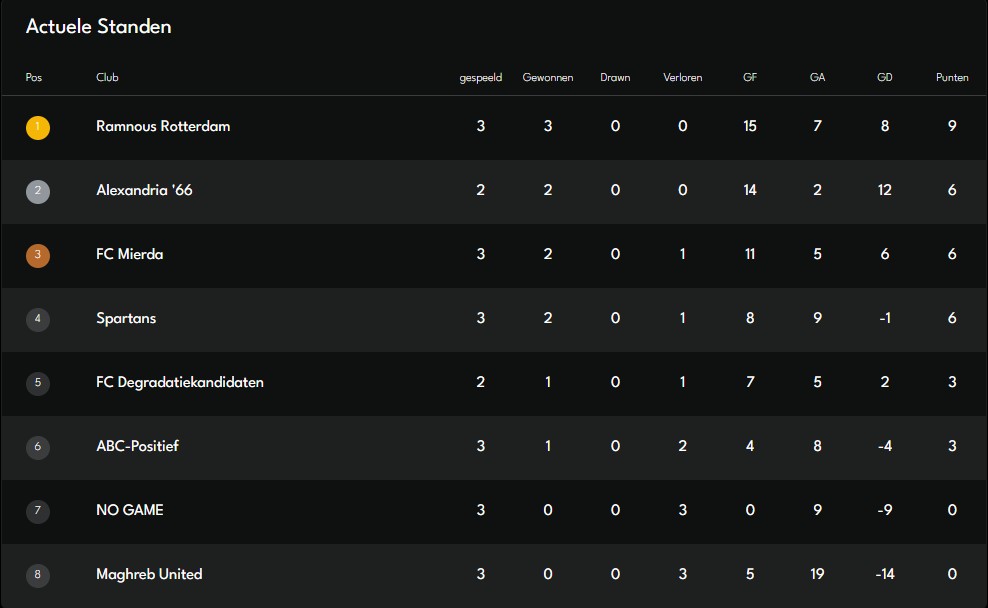 Actuele Standen
Pos Club gespeeld Gewonnen Drawn Verloren GF GA GD Punten
1 Ramnous Rotterdam 3 3 0 0 15 7 8 9
2 Alexandria '66 2 2 0 0 14 2 12 6
3 FC Mierda 3 2 0 1 11 5 6 6
4 Spartans 3 2 0 1 8 9 -1 6
5 FC Degradatiekandidaten 2 1 0 1 7 5 2 3
6 ABC-Positief 3 1 0 2 4 8 -4 3
7 NO GAME 3 0 0 3 0 9 -9 0
8 Maghreb United 3 0 0 3 5 19 -14 0